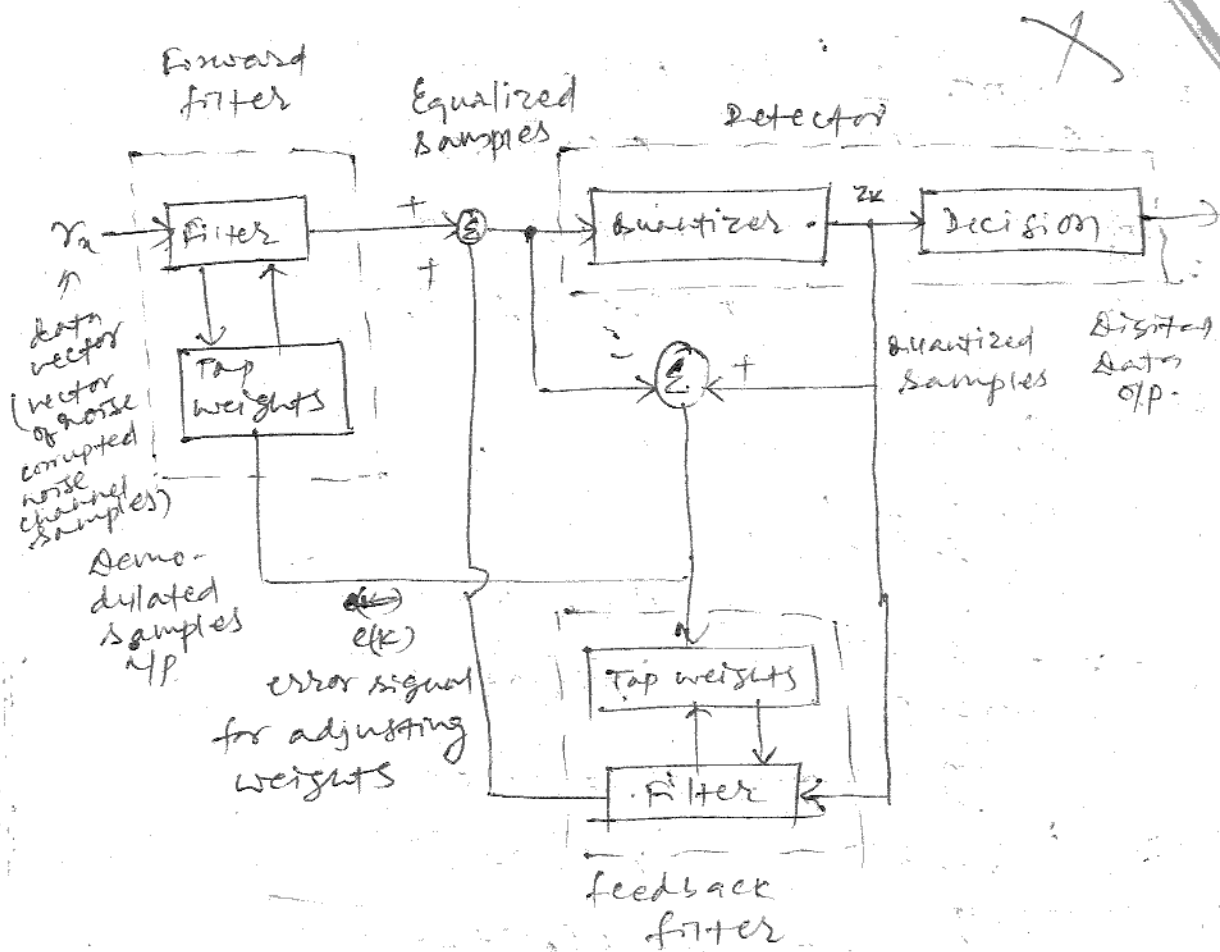 Forward
filter
Equalized
samples
Detector
Filter
+
+
Σ
Quantizer
Zk
Decision
Tap
weights
data
vector
(vector
of noise
corrupted
noise
channel
samples)
Demo-
dulated
samples
i/p
-
Σ
+
Quantized
samples
Digital
Data
o/p.
e(k)
error signal
for adjusting
weights
Tap weights
Filter
feedback
filter